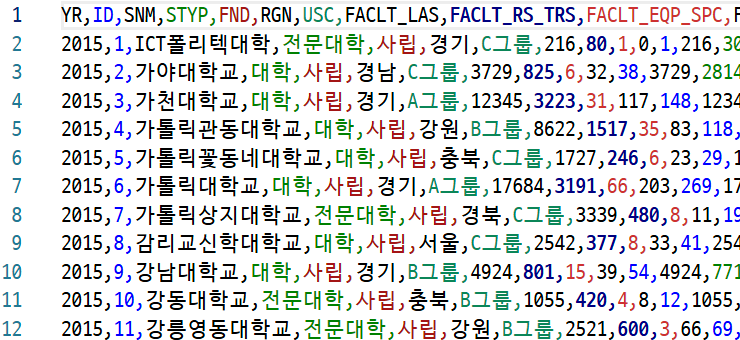 1 YR,ID,SNM,STYP,FND,RGN,USC,FACLT_LAS,FACLT_RS_TRS,FACLT_EQP_SPC,F
2 2015,1,ICT폴리텍대학,전문대학,사립,경기,C그룹,216,80,1,0,1,216,30
3 2015,2,가야대학교,대학,사립,경남,C그룹,3729,825,6,32,38,3729,2814
4 2015,3,가천대학교,대학,사립,경기,A그룹,12345,3223,31,117,148,1234
5 2015,4,가톨릭관동대학교,대학,사립,강원,B그룹,8622,1517,35,83,118,
6 2015,5,가톨릭꽃동네대학교,대학,사립,충북,C그룹,1727,246,6,23,29,1
7 2015,6,가톨릭대학교,대학,사립,경기,A그룹,17684,3191,66,203,269,17
8 2015,7,가톨릭상지대학교,전문대학,사립,경북,C그룹,3339,480,8,11,19
9 2015,8,감리교신학대학교,대학,사립,서울,C그룹,2542,377,8,33,41,254
10 2015,9,강남대학교,대학,사립,경기,B그룹,4924,801,15,39,54,4924,771
11 2015,10,강동대학교,전문대학,사립,충북,B그룹,1055,420,4,8,12,1055,
12 2015,11,강릉영동대학교,전문대학,사립,강원,B그룹,2521,600,3,66,69,